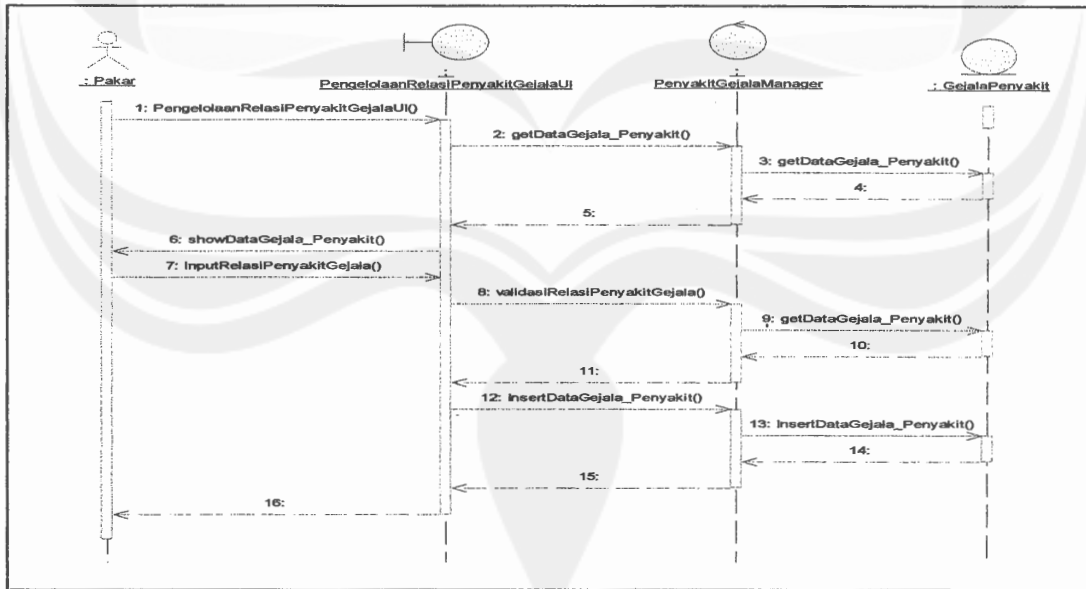 : Pakar
:
PengelolaanRelasiPenyakitGejalaUI
:
PenyakitGejalaManager
: GejalaPenyakit
1: PengelolaanRelasiPenyakitGejalaUI()
2: getDataGejala_Penyakit()
3: getDataGejala_Penyakit()
4:
5:
6: showDataGejala_Penyakit()
7: InputRelasiPenyakitGejala()
8: validasiRelasiPenyakitGejala()
9: getDataGejala_Penyakit()
10:
11:
12: InsertDataGejala_Penyakit()
13: InsertDataGejala_Penyakit()
14:
15:
16: